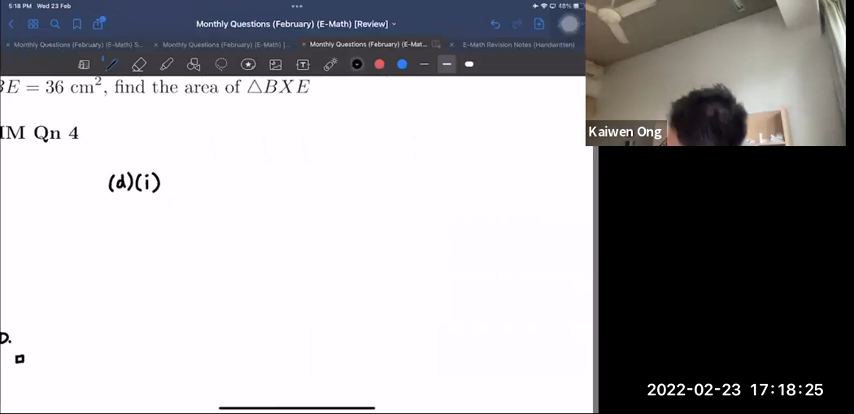 5:18 PM Wed 23 Feb
48%
Monthly Questions (February) (E-Math) [Review]
Monthly Questions (February) (E-Math) S...
Monthly Questions (February) (E-Math) [...
Monthly Questions (February) (E-Mat...
E-Math Revision Notes (Handwritten)
BE = 36 cm², find the area of △BXE
IM Qn 4
(d)(i)
D.
Kaiwen Ong
2022-02-23 17:18:25